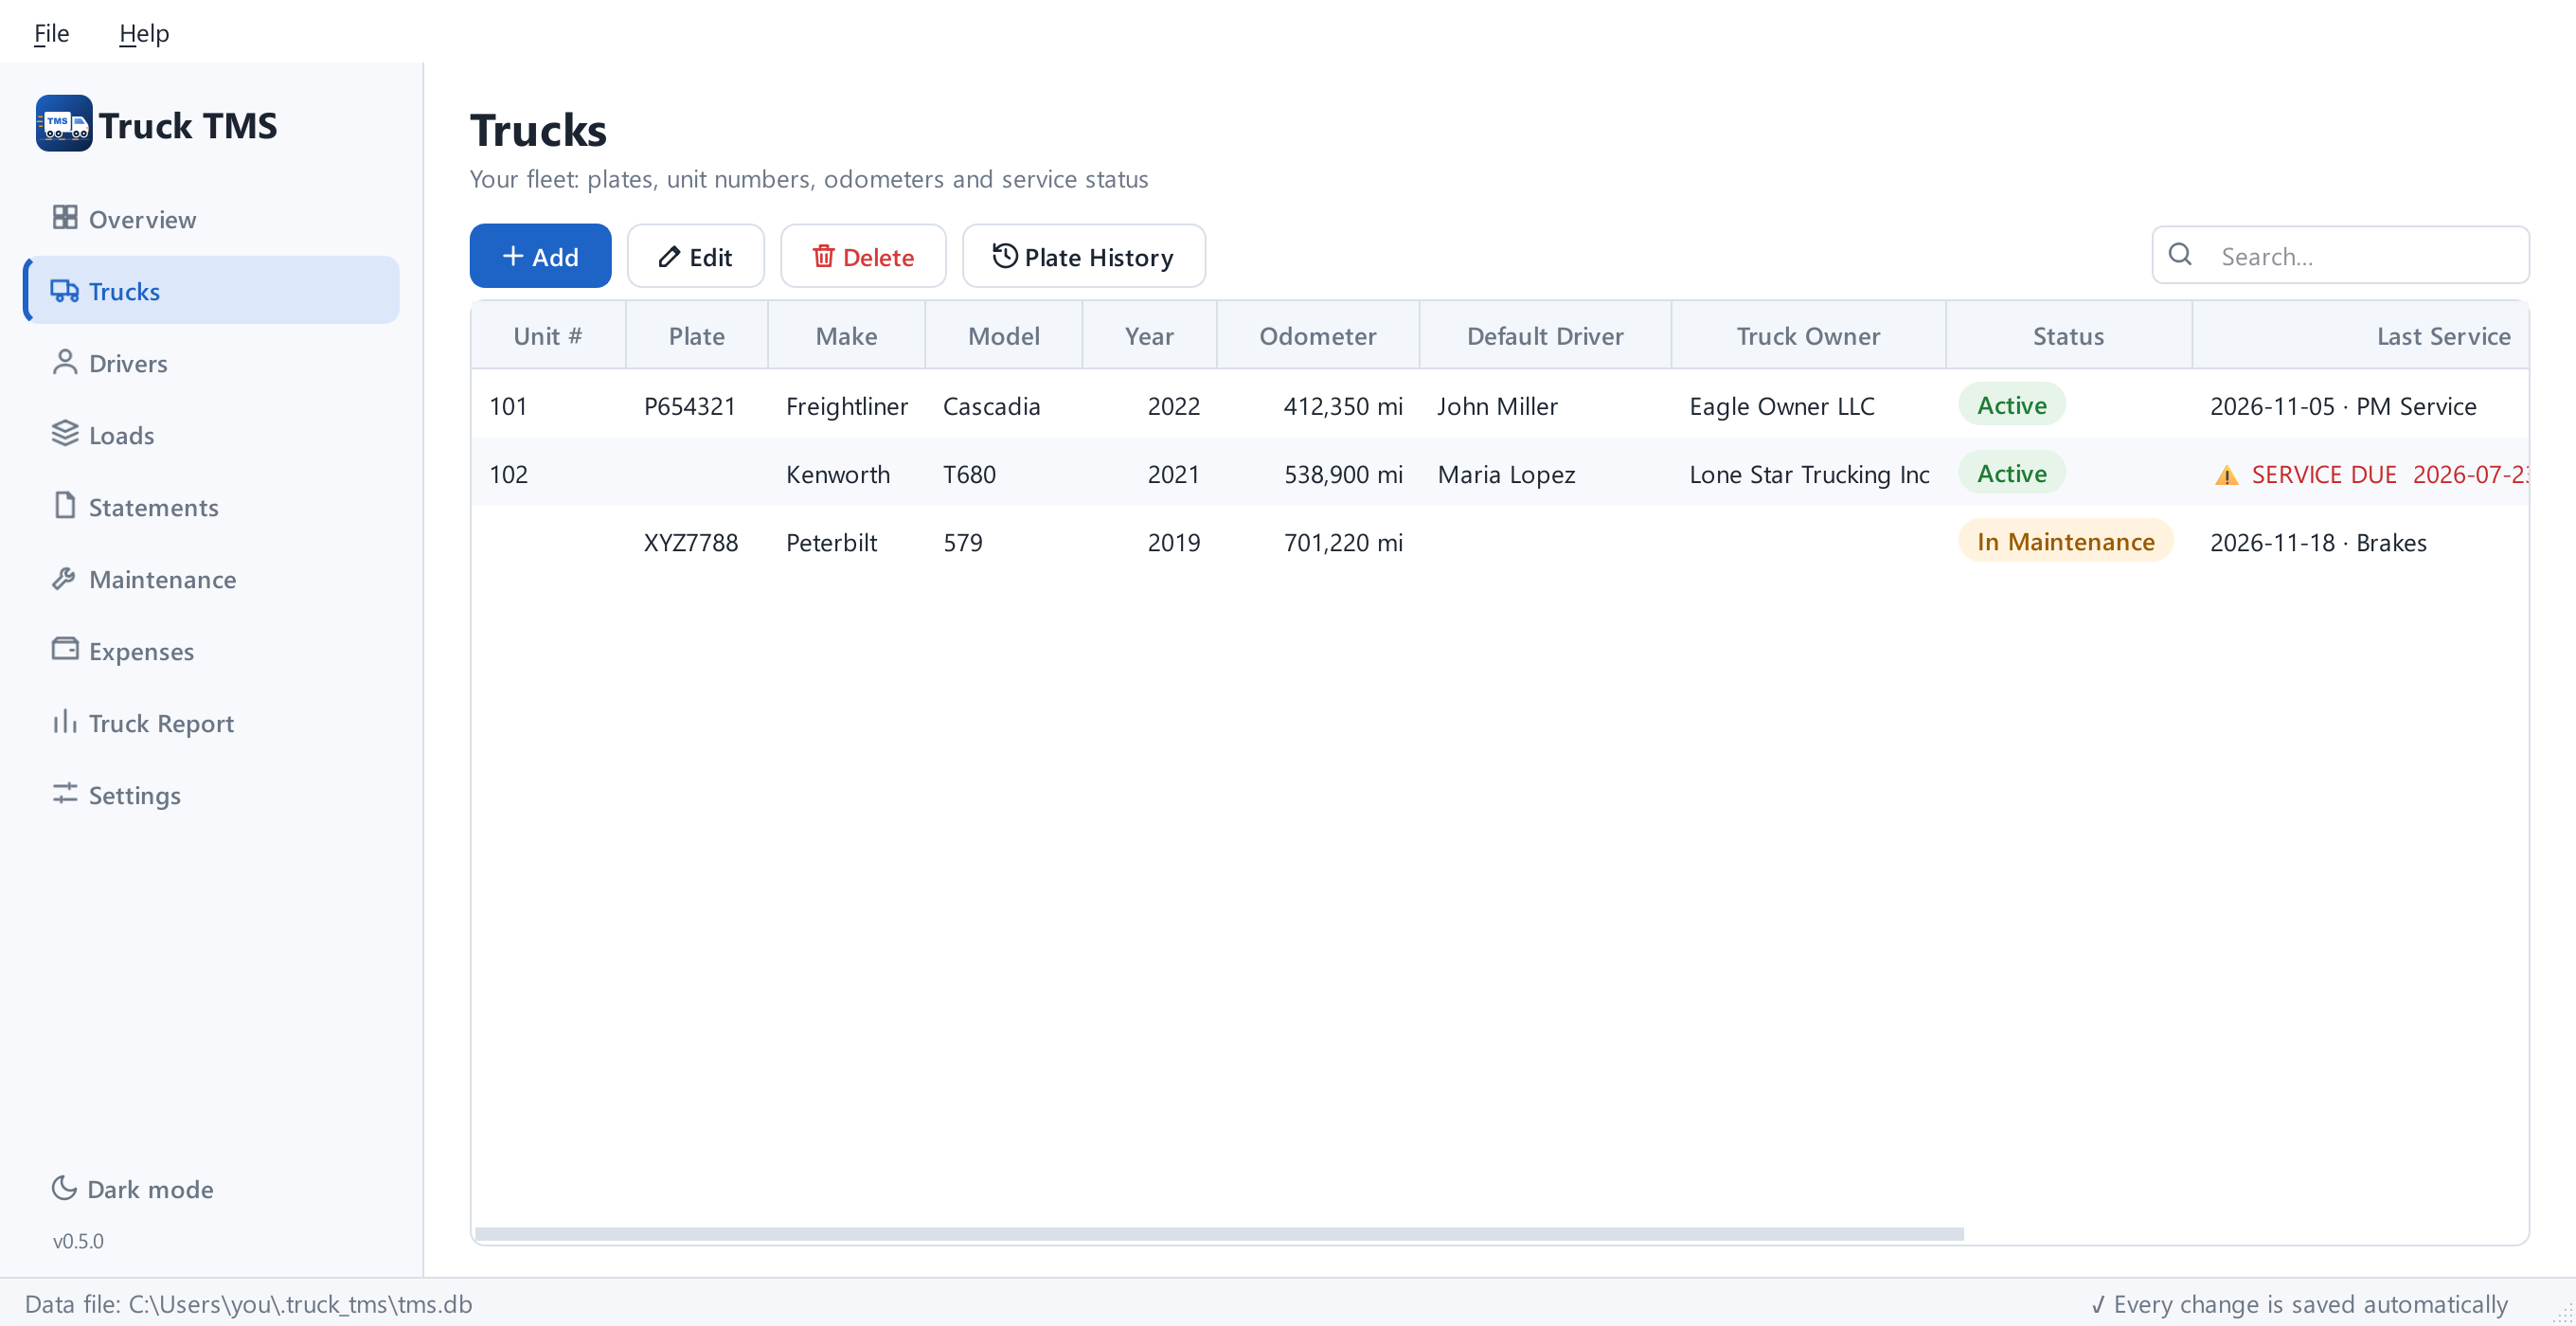 File Help
TMS Truck TMS
Overview
Trucks
Drivers
Loads
Statements
Maintenance
Expenses
Truck Report
Settings
Dark mode
v0.5.0
Trucks
Your fleet: plates, unit numbers, odometers and service status
Add Edit Delete Plate History Search...
Unit # Plate Make Model Year Odometer Default Driver Truck Owner Status Last Service
101 P654321 Freightliner Cascadia 2022 412,350 mi John Miller Eagle Owner LLC Active 2026-11-05 · PM Service
102 Kenworth T680 2021 538,900 mi Maria Lopez Lone Star Trucking Inc Active ⚠ SERVICE DUE 2026-07-23
XYZ7788 Peterbilt 579 2019 701,220 mi In Maintenance 2026-11-18 · Brakes
Data file: C:\Users\you\.truck_tms\tms.db ✓ Every change is saved automatically